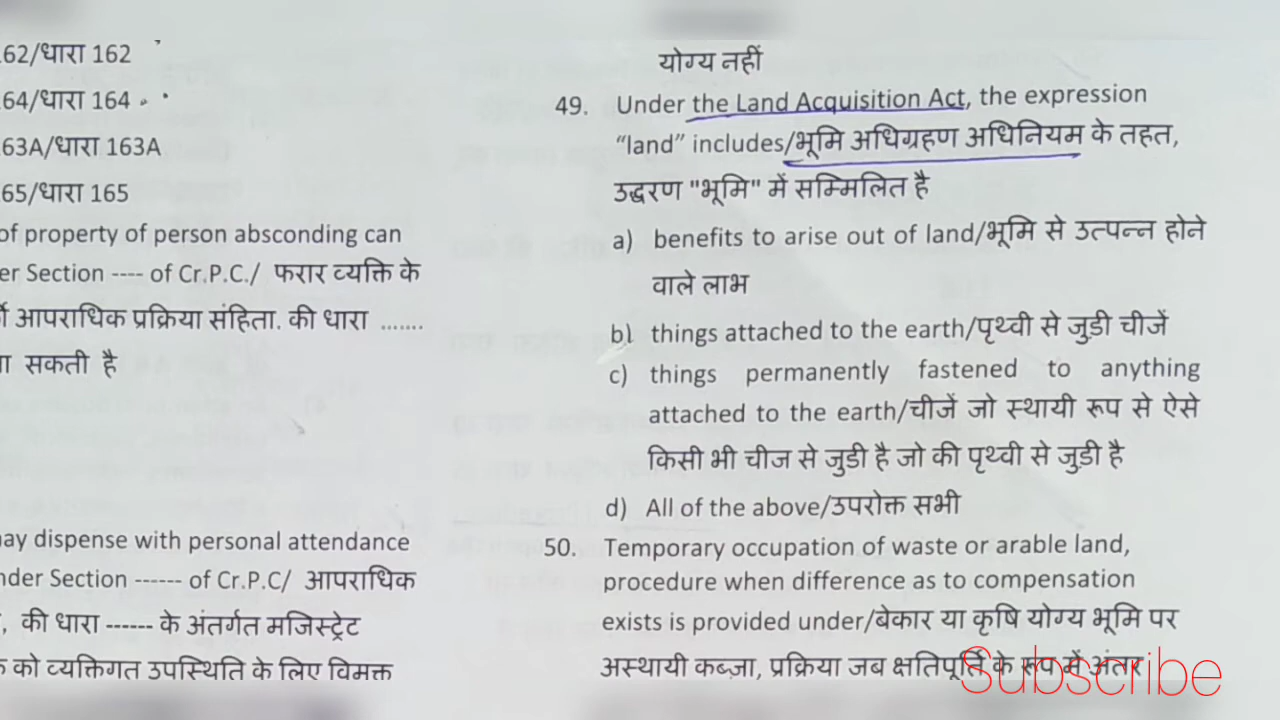 162/धारा 162
164/धारा 164
163A/धारा 163A
165/धारा 165
of property of person absconding can
er Section ---- of Cr.P.C./ फरार व्यक्ति के
आपराधिक प्रक्रिया संहिता. की धारा .......
सकती है
may dispense with personal attendance
nder Section ------ of Cr.P.C/ आपराधिक
, की धारा ------ के अंतर्गत मजिस्ट्रेट
को व्यक्तिगत उपस्थिति के लिए विमक्त
योग्य नहीं
49. Under the Land Acquisition Act, the expression
“land” includes/भूमि अधिग्रहण अधिनियम के तहत,
उद्धरण "भूमि" में सम्मिलित है
a) benefits to arise out of land/भूमि से उत्पन्न होने
वाले लाभ
b) things attached to the earth/पृथ्वी से जुडी चीजें
c) things permanently fastened to anything
attached to the earth/चीजें जो स्थायी रूप से ऐसे
किसी भी चीज से जुडी है जो की पृथ्वी से जुडी है
d) All of the above/उपरोक्त सभी
50. Temporary occupation of waste or arable land,
procedure when difference as to compensation
exists is provided under/बेकार या कृषि योग्य भूमि पर
अस्थायी कब्ज़ा, प्रक्रिया जब क्षतिपूर्ति के रूप में अंतर
Subscribe